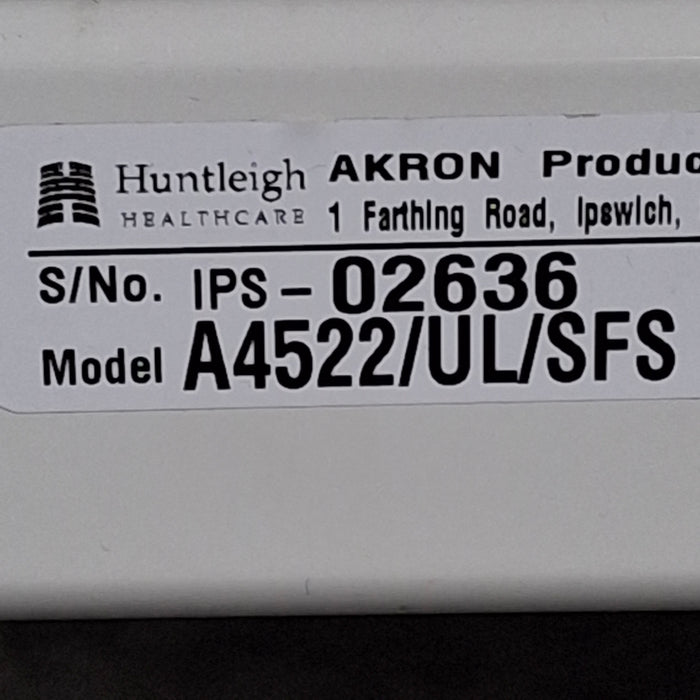 Huntleigh
HEALTHCARE
AKRON Produc
1 Farthing Road, Ipswich,
S/No. IPS - 02636
Model A4522/UL/SFS